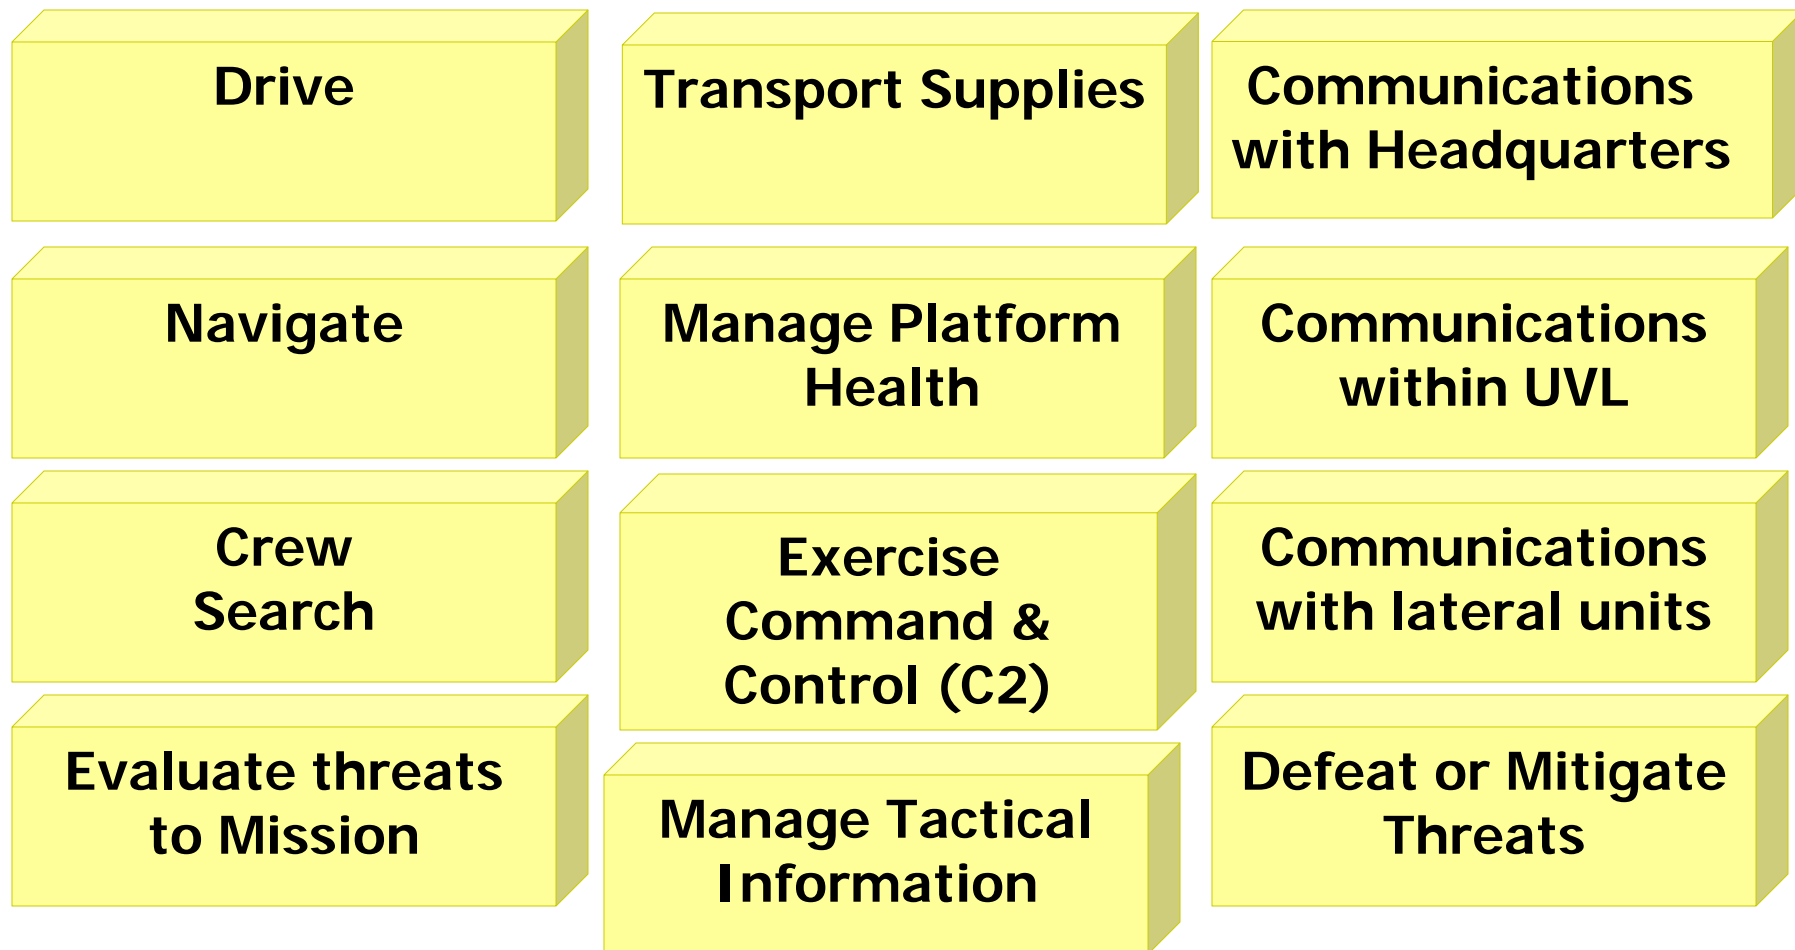 Drive
Transport Supplies
Communications
with Headquarters
Navigate
Manage Platform
Health
Communications
within UVL
Crew
Search
Exercise
Command &
Control (C2)
Communications
with lateral units
Evaluate threats
to Mission
Manage Tactical
Information
Defeat or Mitigate
Threats